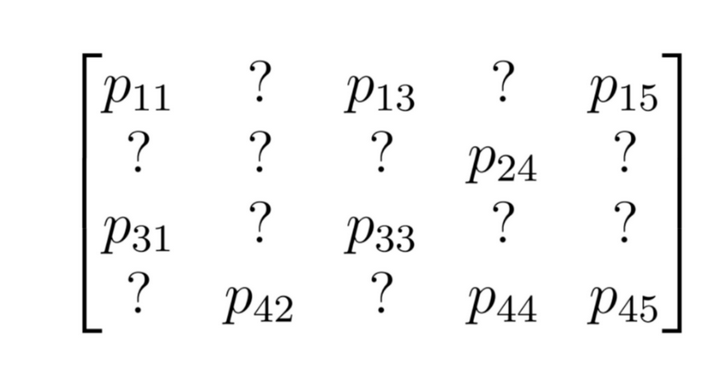 p11 ? p13 ? p15
? ? ? p24 ?
p31 ? p33 ? ?
? p42 ? p44 p45